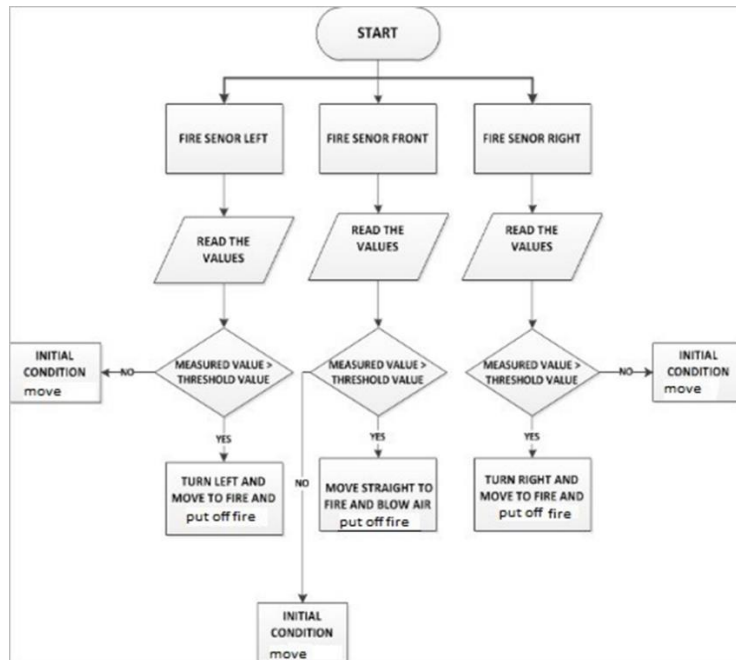 START
FIRE SENOR LEFT
FIRE SENOR FRONT
FIRE SENOR RIGHT
READ THE
VALUES
READ THE
VALUES
READ THE
VALUES
INITIAL
CONDITION
move
NO
MEASURED VALUE >
THRESHOLD VALUE
MEASURED VALUE >
THRESHOLD VALUE
MEASURED VALUE >
THRESHOLD VALUE
NO
INITIAL
CONDITION
move
YES
YES
YES
TURN LEFT AND
MOVE TO FIRE AND
put off fire
NO
MOVE STRAIGHT TO
FIRE AND BLOW AIR
put off fire
TURN RIGHT AND
MOVE TO FIRE AND
put off fire
INITIAL
CONDITION
move